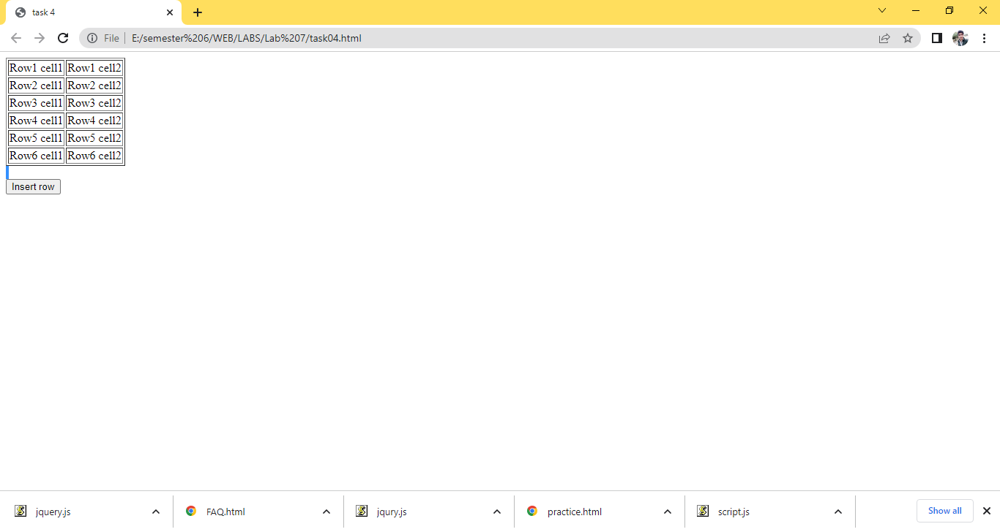 task 4
File E:/semester%206/WEB/LABS/Lab%207/task04.html
Row1 cell1 Row1 cell2
Row2 cell1 Row2 cell2
Row3 cell1 Row3 cell2
Row4 cell1 Row4 cell2
Row5 cell1 Row5 cell2
Row6 cell1 Row6 cell2
Insert row
jquery.js FAQ.html jqury.js practice.html script.js Show all